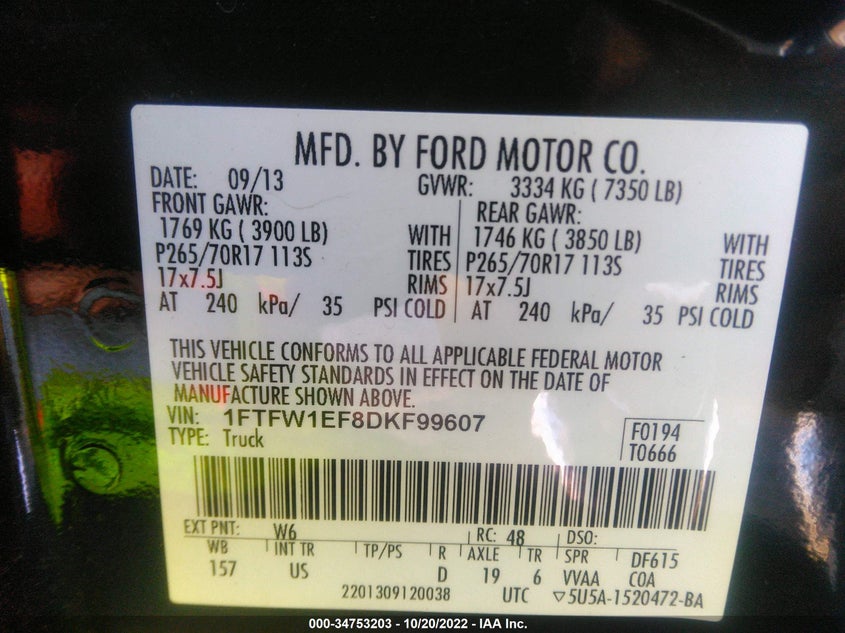 MFD. BY FORD MOTOR CO.
DATE: 09/13 GVWR: 3334 KG ( 7350 LB)
FRONT GAWR: REAR GAWR:
1769 KG ( 3900 LB) WITH 1746 KG ( 3850 LB) WITH
P265/70R17 113S TIRES P265/70R17 113S TIRES
17x7.5J RIMS 17x7.5J RIMS
AT 240 kPa/ 35 PSI COLD AT 240 kPa/ 35 PSI COLD
THIS VEHICLE CONFORMS TO ALL APPLICABLE FEDERAL MOTOR
VEHICLE SAFETY STANDARDS IN EFFECT ON THE DATE OF
MANUFACTURE SHOWN ABOVE.
VIN: 1FTFW1EF8DKF99607
TYPE: Truck
F0194
T0666
EXT PNT: W6 RC: 48 DSO:
WB INT TR TP/PS R AXLE TR SPR DF615
157 US D 19 6 VVAA COA
2201309120038 UTC ▽5U5A-1520472-BA
000-34753203 - 10/20/2022 - IAA Inc.